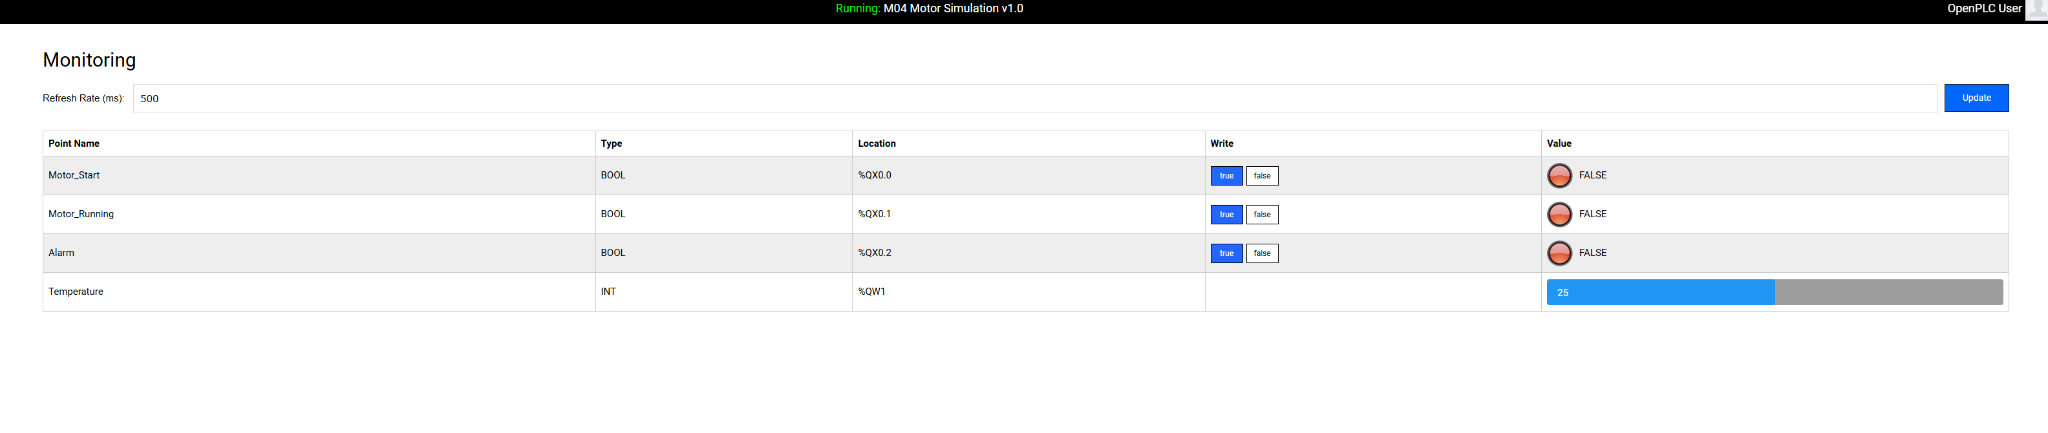 Running: M04 Motor Simulation v1.0
OpenPLC User
Monitoring
Refresh Rate (ms): 500 Update
Point Name Type Location Write Value
Motor_Start BOOL %QX0.0 true false FALSE
Motor_Running BOOL %QX0.1 true false FALSE
Alarm BOOL %QX0.2 true false FALSE
Temperature INT %QW1 25